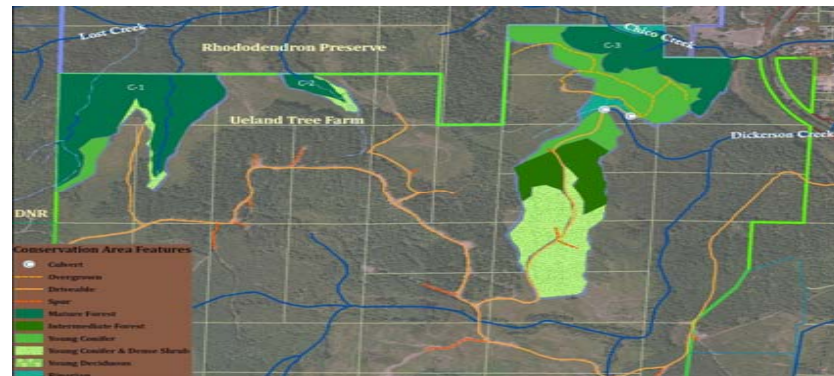 Lost Creek
Chico Creek
Rhododendron Preserve
C-3
C-1
C-2
Ueland Tree Farm
Dickerson Creek
DNR
Conservation Area Features
C Culvert
Overgrown
Driveable
Spur
Mature Forest
Intermediate Forest
Young Conifer
Young Conifer & Dense Shrub
Young Deciduous
Riparian